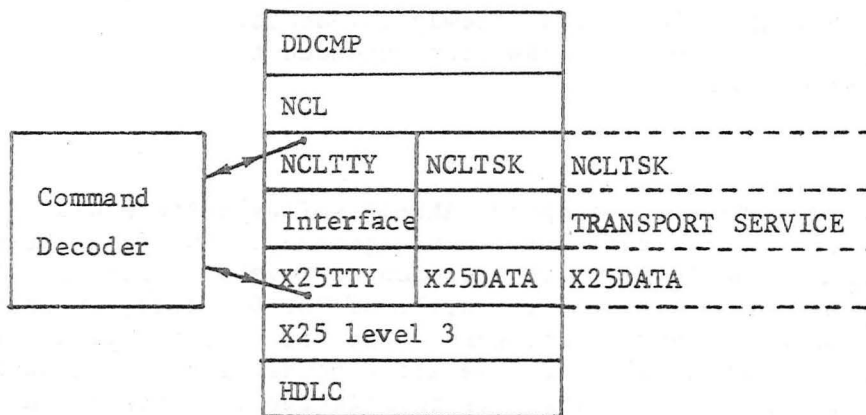 DDCMP
NCL
NCLTTY NCLTSK NCLTSK
Command
Decoder
Interface TRANSPORT SERVICE
X25TTY X25DATA X25DATA
X25 level 3
HDLC